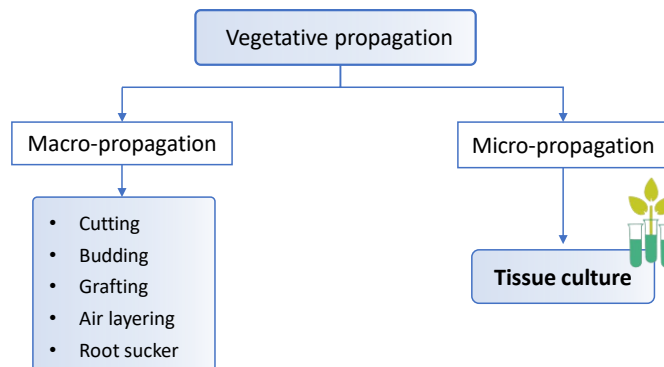 Vegetative propagation
Macro-propagation
Micro-propagation
• Cutting
• Budding
• Grafting
• Air layering
• Root sucker
Tissue culture